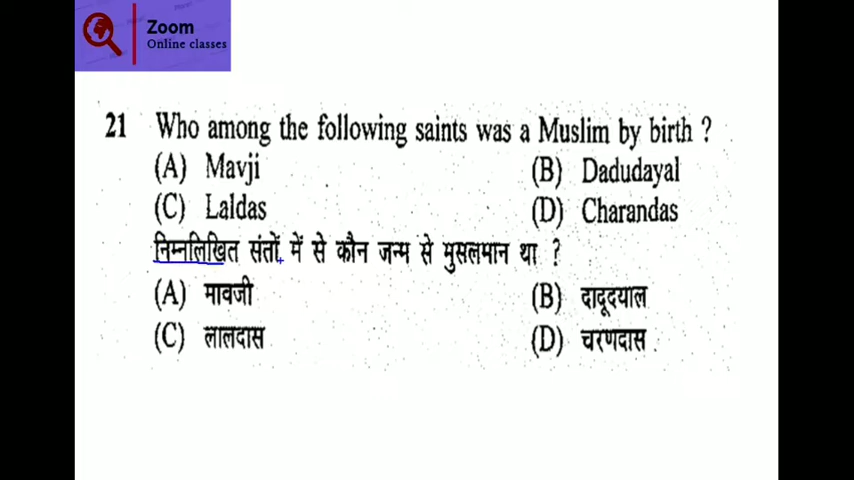 Zoom
Online classes
21 Who among the following saints was a Muslim by birth ?
(A) Mavji (B) Dadudayal
(C) Laldas (D) Charandas
निम्नलिखित संतों में से कौन जन्म से मुसलमान था ?
(A) मावजी (B) दादूदयाल
(C) लालदास (D) चरणदास